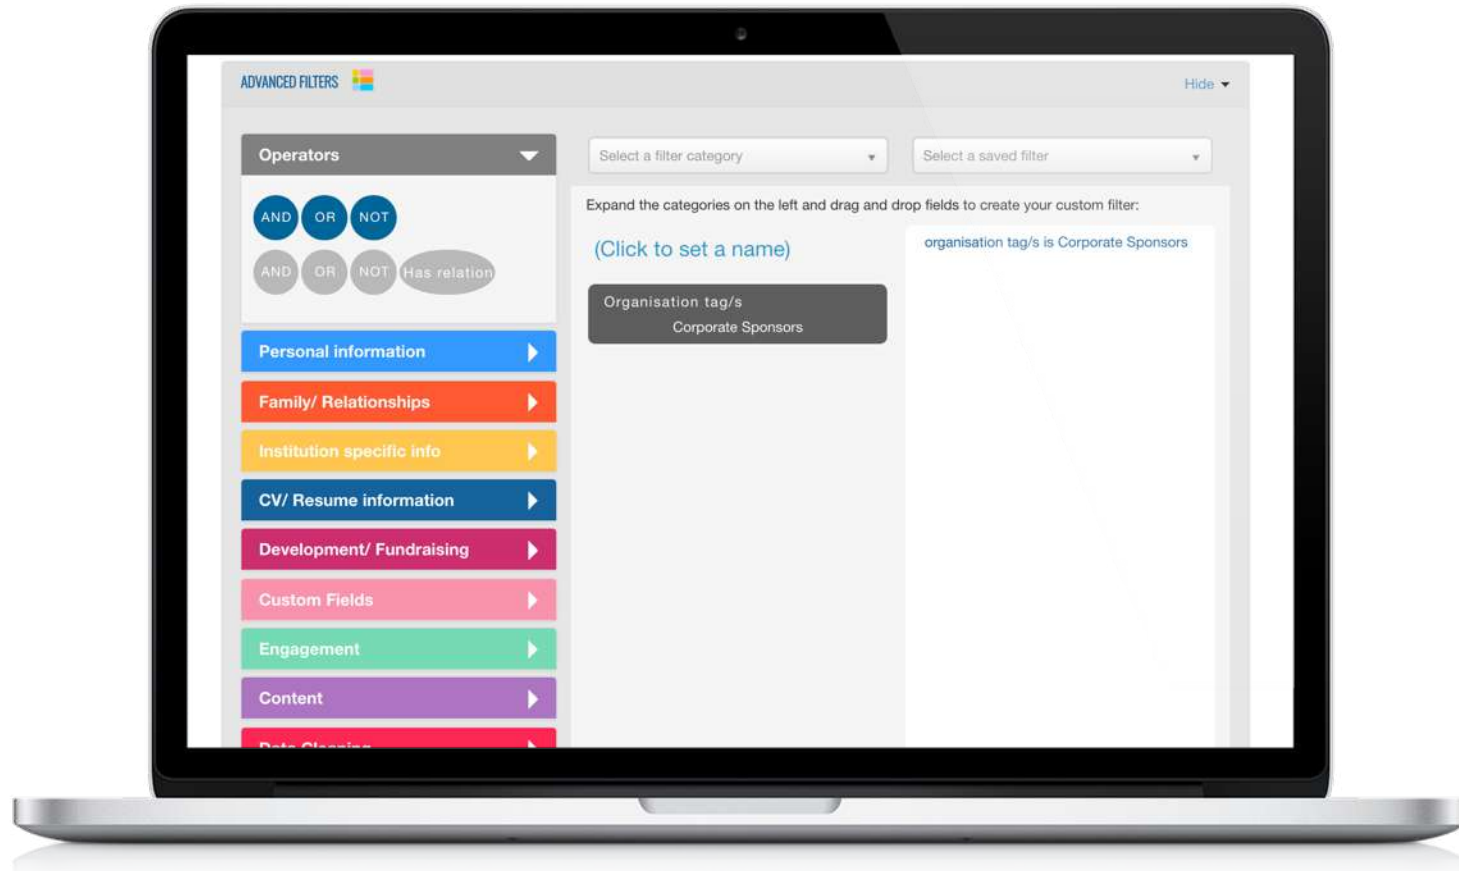 ADVANCED FILTERS
Hide
Operators
Select a filter category
Select a saved filter
AND OR NOT
AND OR NOT Has relation
Expand the categories on the left and drag and drop fields to create your custom filter:
(Click to set a name)
organisation tag/s is Corporate Sponsors
Organisation tag/s
Corporate Sponsors
Personal information
Family/ Relationships
Institution specific info
CV/ Resume information
Development/ Fundraising
Custom Fields
Engagement
Content